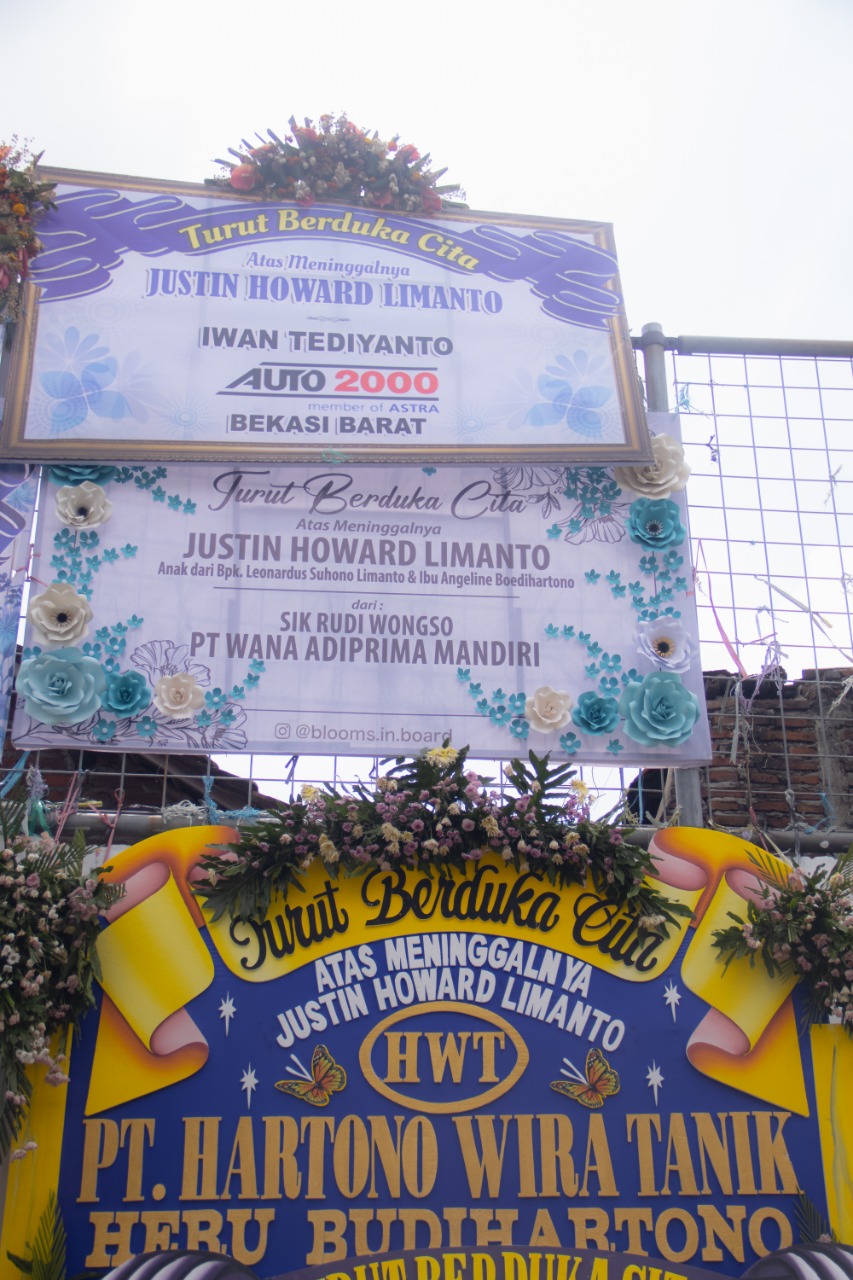 Turut Berduka Cita
Atas Meninggalnya
JUSTIN HOWARD LIMANTO
IWAN TEDIYANTO
AUTO 2000
member of ASTRA
BEKASI BARAT
Turut Berduka Cita
Atas Meninggalnya
JUSTIN HOWARD LIMANTO
Anak dari Bpk. Leonardus Suhono Limanto & Ibu Angeline Boedihartono
dari :
SIK RUDI WONGSO
PT WANA ADIPRIMA MANDIRI
@blooms.in.board
Turut Berduka Cita
ATAS MENINGGALNYA
JUSTIN HOWARD LIMANTO
HWT
PT. HARTONO WIRA TANIK
HERU BUDIHARTONO
TURUT BERDUKA CITA